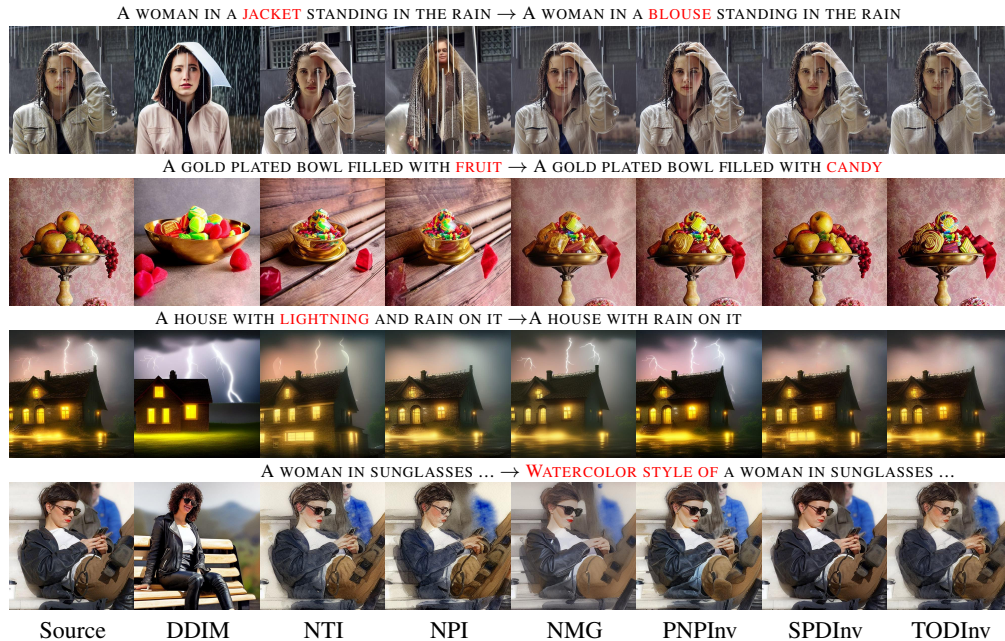 A WOMAN IN A JACKET STANDING IN THE RAIN → A WOMAN IN A BLOUSE STANDING IN THE RAIN
A GOLD PLATED BOWL FILLED WITH FRUIT → A GOLD PLATED BOWL FILLED WITH CANDY
A HOUSE WITH LIGHTNING AND RAIN ON IT →A HOUSE WITH RAIN ON IT
A WOMAN IN SUNGLASSES ... → WATERCOLOR STYLE OF A WOMAN IN SUNGLASSES ...
Source DDIM NTI NPI NMG PNPInv SPDInv TODInv